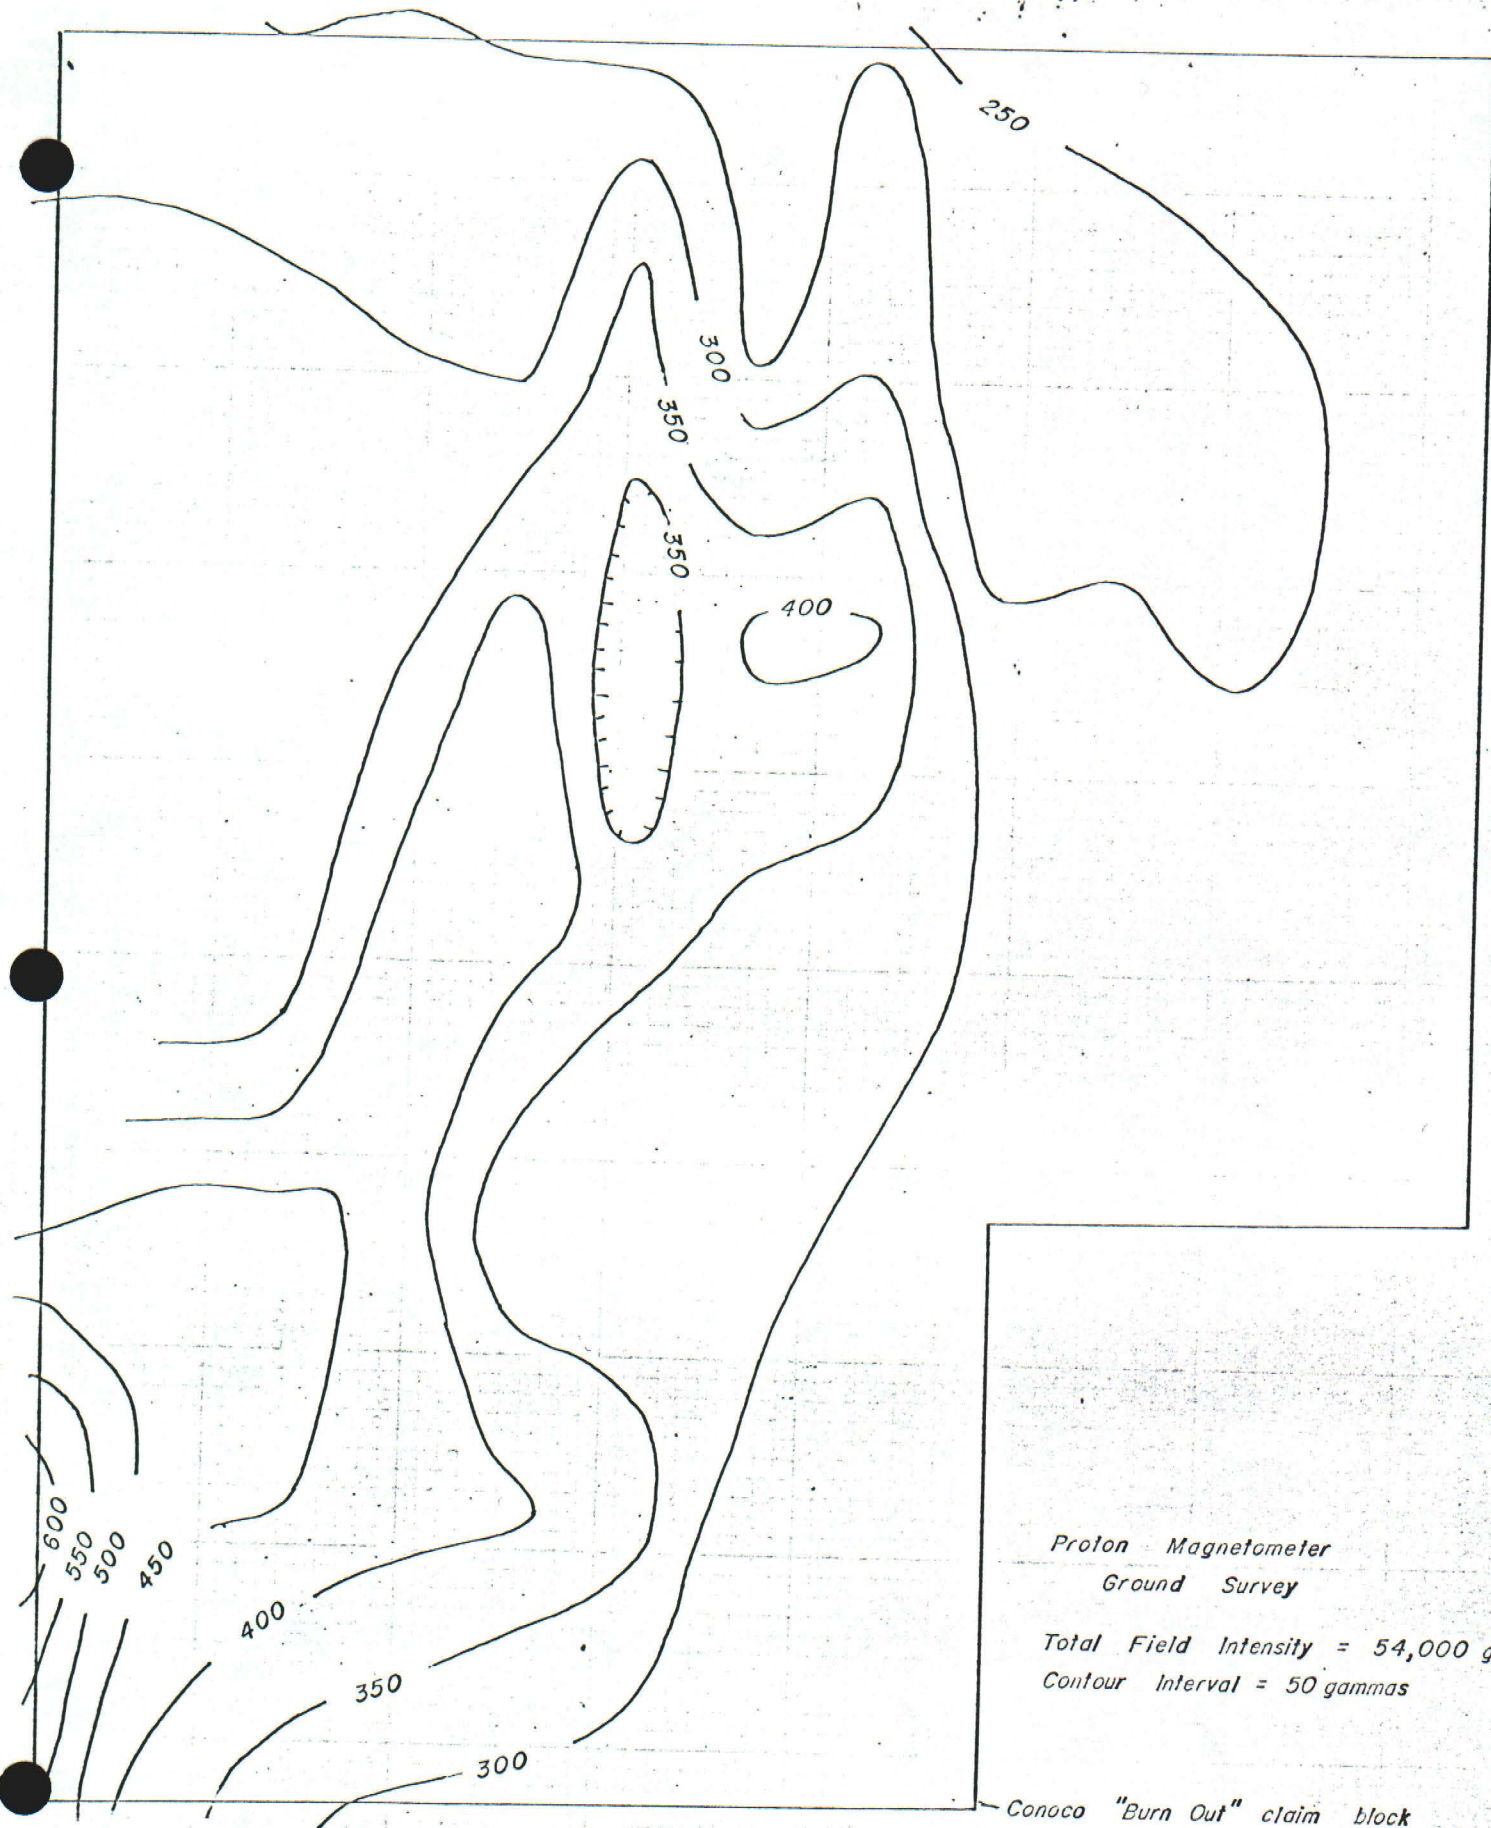 250
300
350
350
400
600
550
500
450
400
350
300
Proton Magnetometer
Ground Survey
Total Field Intensity = 54,000 g
Contour Interval = 50 gammas
Conoco "Burn Out" claim block